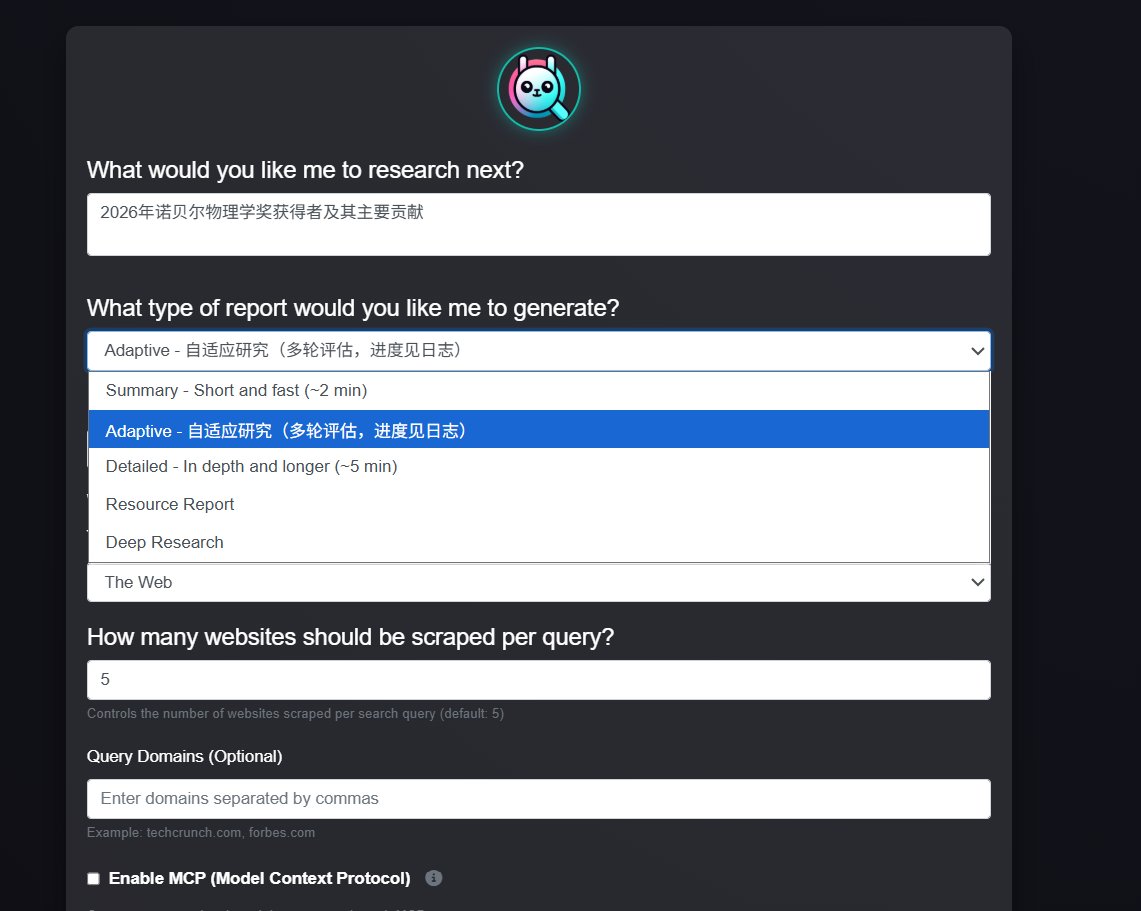 What would you like me to research next?
2026年诺贝尔物理学奖获得者及其主要贡献
What type of report would you like me to generate?
Adaptive - 自适应研究（多轮评估，进度见日志）
Summary - Short and fast (~2 min)
Adaptive - 自适应研究（多轮评估，进度见日志）
Detailed - In depth and longer (~5 min)
Resource Report
Deep Research
The Web
How many websites should be scraped per query?
5
Controls the number of websites scraped per search query (default: 5)
Query Domains (Optional)
Enter domains separated by commas
Example: techcrunch.com, forbes.com
Enable MCP (Model Context Protocol)